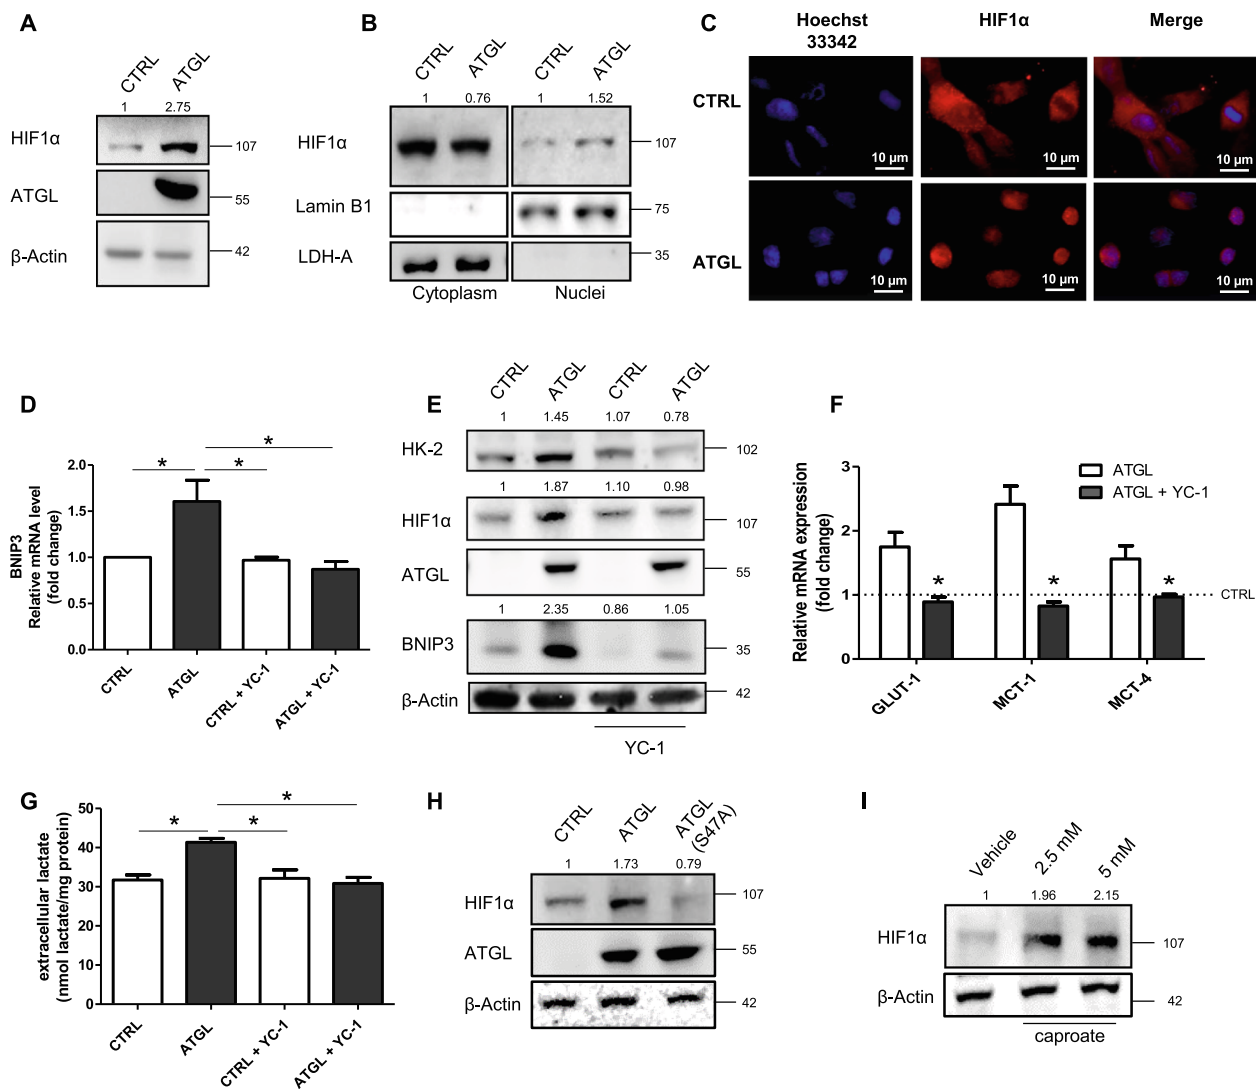 A
CTRL
ATGL
1 2.75
HIF1α
107
ATGL
55
β-Actin
42
B
CTRL
ATGL
CTRL
ATGL
1 0.76 1 1.52
HIF1α
107
Lamin B1
75
LDH-A
35
Cytoplasm Nuclei
C
Hoechst
33342
HIF1α
Merge
CTRL
10 µm 10 µm 10 µm
ATGL
10 µm 10 µm 10 µm
D
BNIP3
Relative mRNA level
(fold change)
2.0
1.5
1.0
0.5
0.0
* * *
CTRL
ATGL
CTRL + YC-1
ATGL + YC-1
E
CTRL
ATGL
CTRL
ATGL
1 1.45 1.07 0.78
HK-2
102
1 1.87 1.10 0.98
HIF1α
107
ATGL
55
1 2.35 0.86 1.05
BNIP3
35
β-Actin
42
YC-1
F
Relative mRNA expression
(fold change)
3
2
1
0
ATGL
ATGL + YC-1
* * *
CTRL
GLUT-1
MCT-1
MCT-4
G
extracellular lactate
(nmol lactate/mg protein)
50
40
30
20
10
0
* * *
CTRL
ATGL
CTRL + YC-1
ATGL + YC-1
H
CTRL
ATGL
ATGL
(S47A)
1 1.73 0.79
HIF1α
107
ATGL
55
β-Actin
42
I
Vehicle
2.5 mM
5 mM
1 1.96 2.15
HIF1α
107
β-Actin
42
caproate